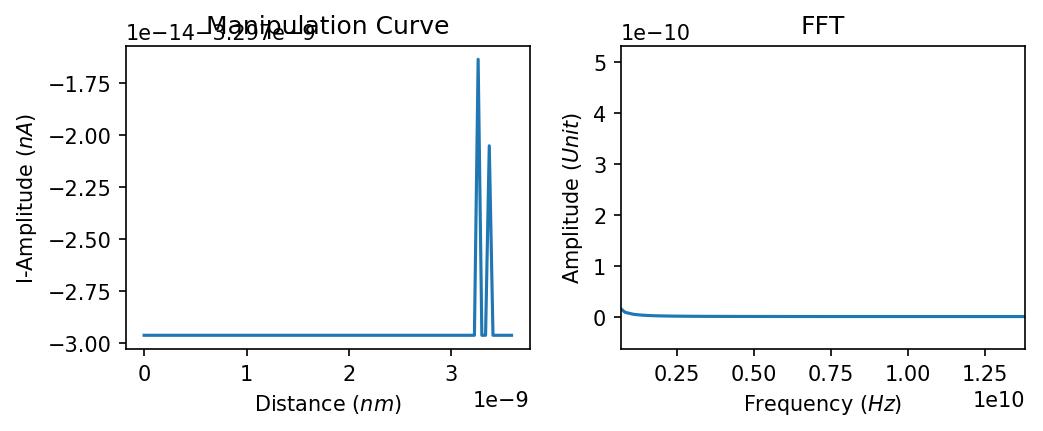 Manipulation Curve
1e−14−3.297e−9
−1.75
−2.00
−2.25
−2.50
−2.75
−3.00
I-Amplitude (nA)
0 1 2 3
1e−9
Distance (nm)
FFT
1e−10
5
4
3
2
1
0
Amplitude (Unit)
0.25 0.50 0.75 1.00 1.25
1e10
Frequency (Hz)